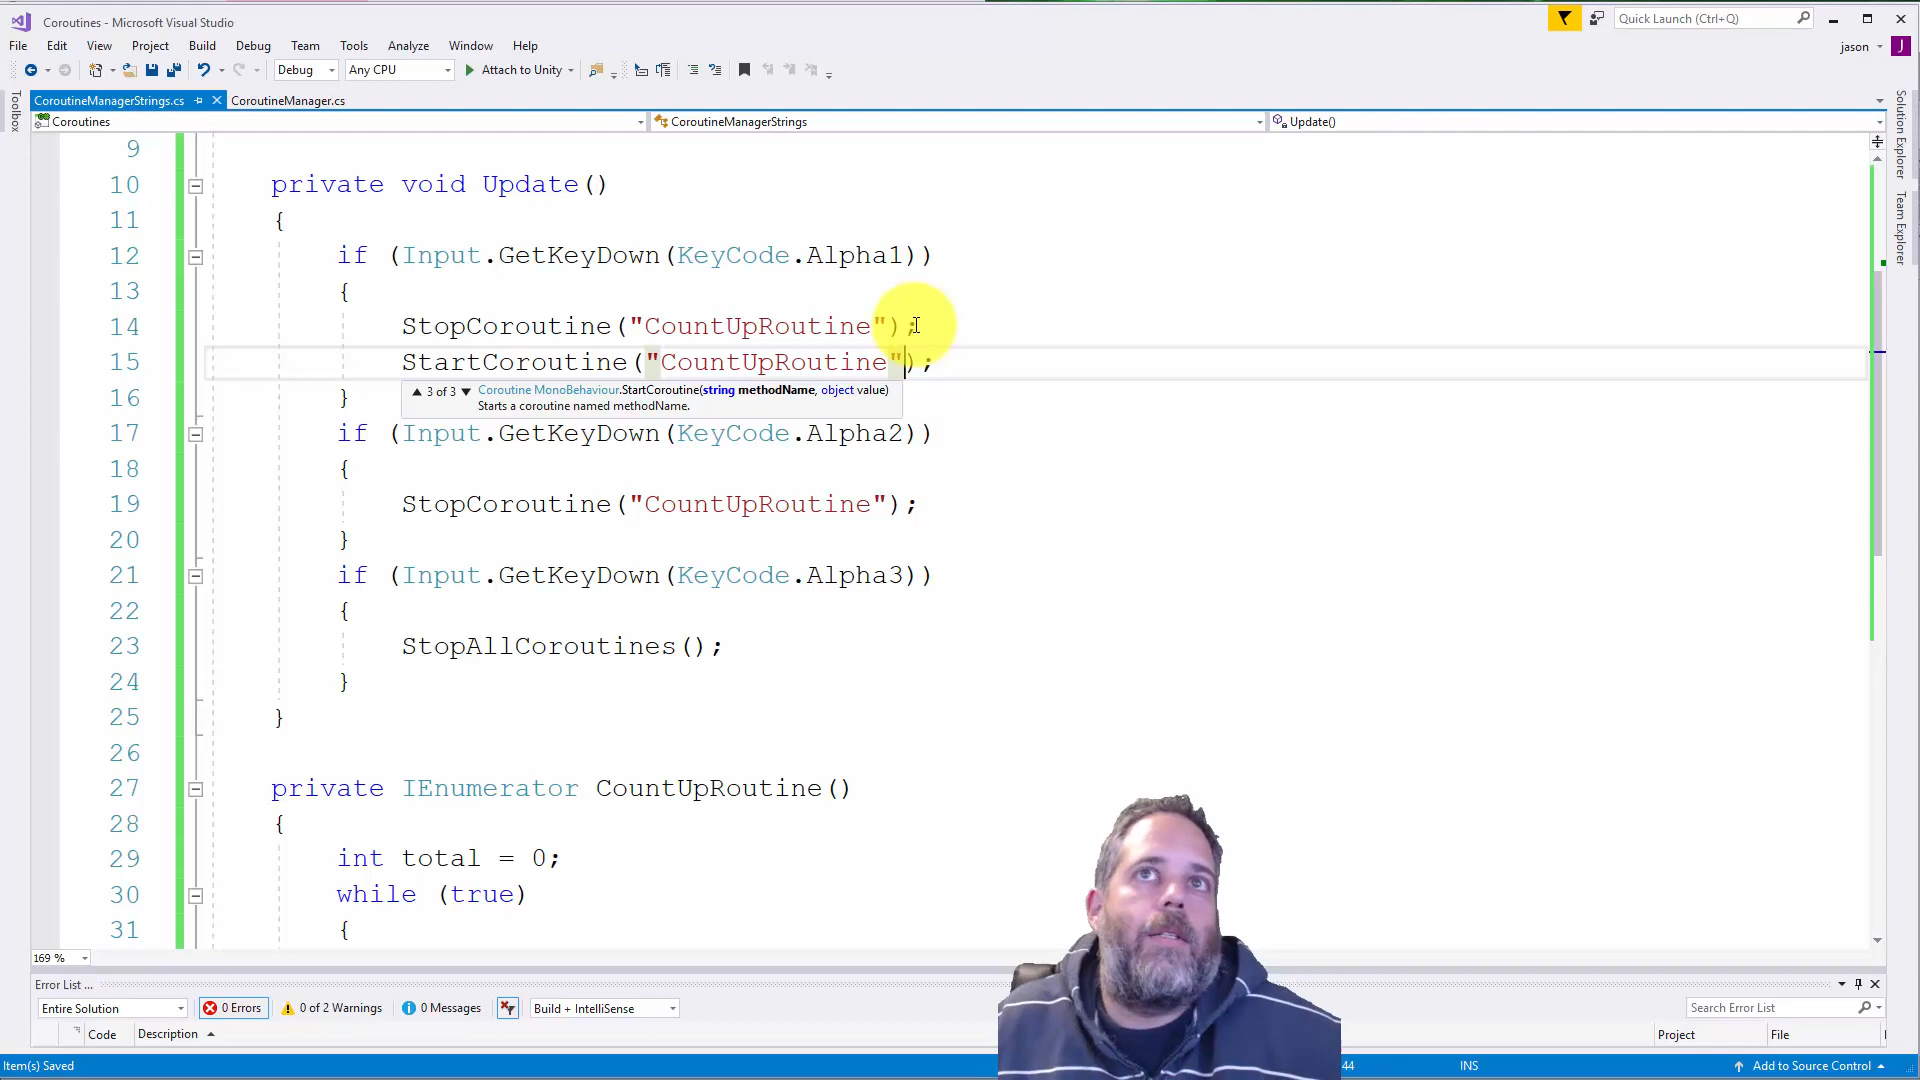 Coroutines - Microsoft Visual Studio
Quick Launch (Ctrl+Q)
File Edit View Project Build Debug Team Tools Analyze Window Help
jason J
Debug Any CPU Attach to Unity
CoroutineManagerStrings.cs CoroutineManager.cs
Coroutines CoroutineManagerStrings Update()
Toolbox
Solution Explorer
Team Explorer
9
10 private void Update()
11 {
12 if (Input.GetKeyDown(KeyCode.Alpha1))
13 {
14 StopCoroutine("CountUpRoutine");
15 StartCoroutine("CountUpRoutine");
3 of 3 Coroutine MonoBehaviour.StartCoroutine(string methodName, object value)
Starts a coroutine named methodName.
16 }
17 if (Input.GetKeyDown(KeyCode.Alpha2))
18 {
19 StopCoroutine("CountUpRoutine");
20 }
21 if (Input.GetKeyDown(KeyCode.Alpha3))
22 {
23 StopAllCoroutines();
24 }
25 }
26
27 private IEnumerator CountUpRoutine()
28 {
29 int total = 0;
30 while (true)
31 {
169 %
Error List ...
Entire Solution 0 Errors 0 of 2 Warnings 0 Messages Build + IntelliSense Search Error List
Code Description Project File
Item(s) Saved 44 INS Add to Source Control